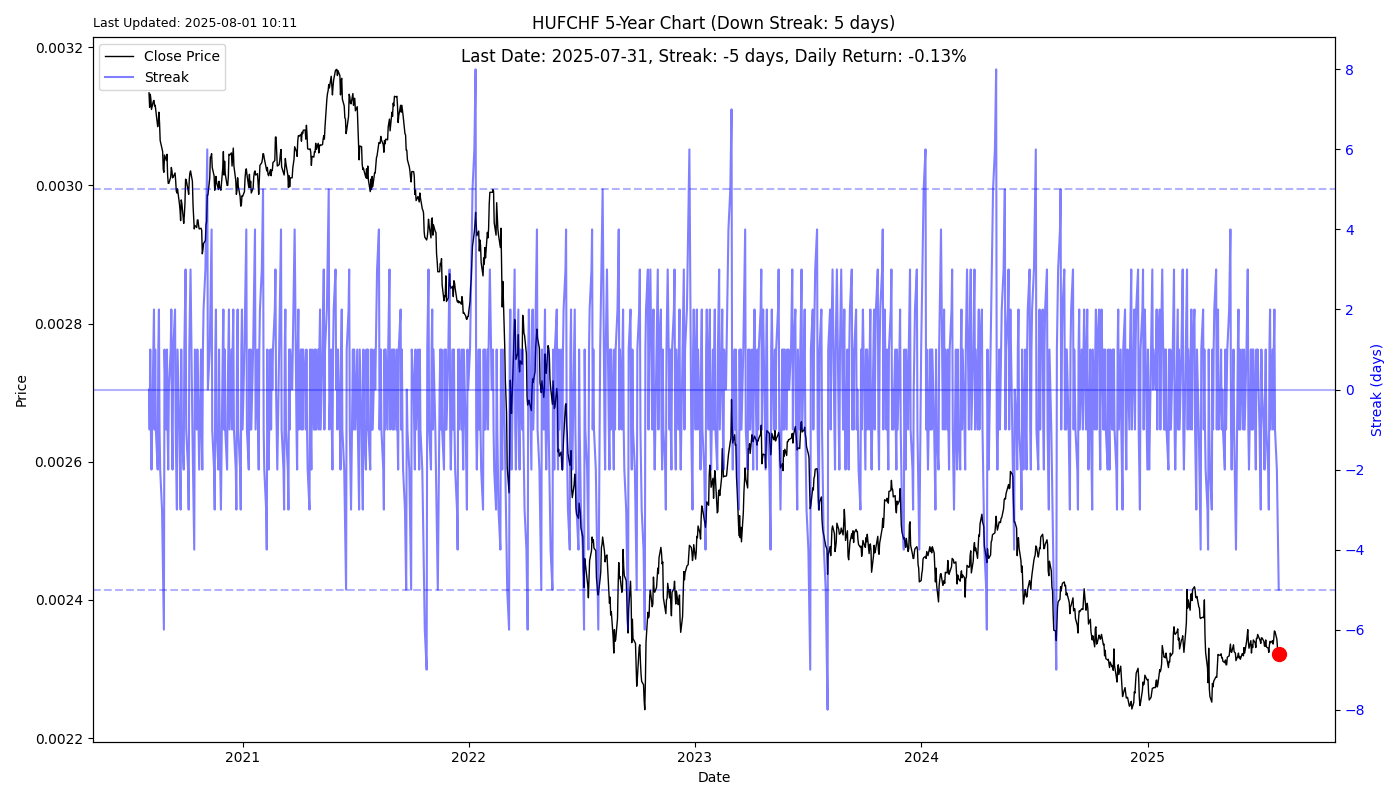 Last Updated: 2025-08-01 10:11
HUFCHF 5-Year Chart (Down Streak: 5 days)
Last Date: 2025-07-31, Streak: -5 days, Daily Return: -0.13%
Close Price
Streak
Price
0.0032
0.0030
0.0028
0.0026
0.0024
0.0022
8
6
4
2
0
−2
−4
−6
−8
Streak (days)
2021
2022
2023
2024
2025
Date